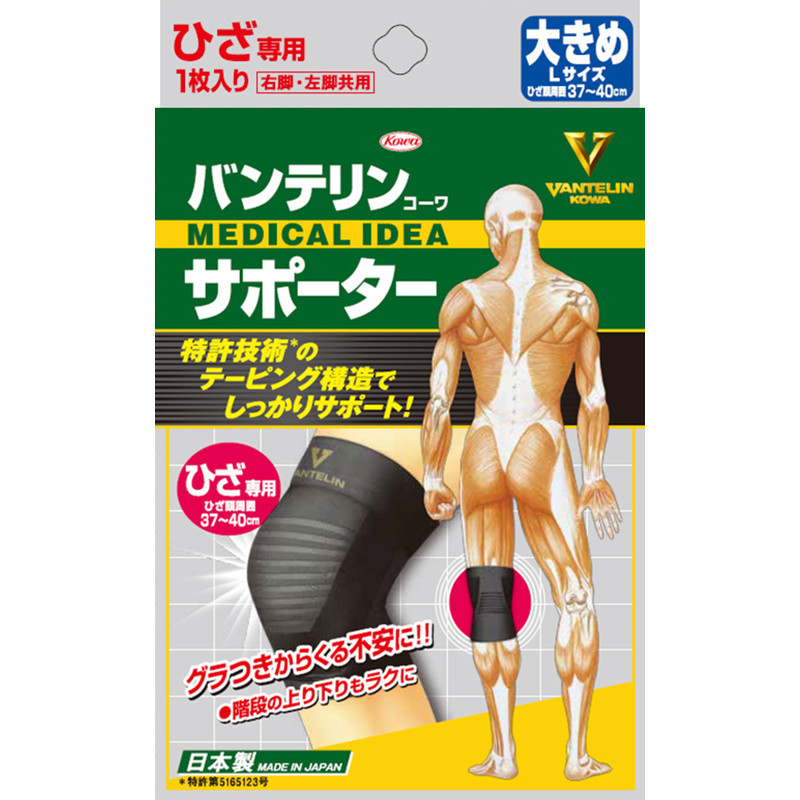 ひざ専用
1枚入り 右脚・左脚共用
大きめ
Lサイズ
ひざ頭周囲37〜40cm
Kowa
バンテリンコーワ
MEDICAL IDEA
サポーター
VANTELIN
KOWA
特許技術*の
テーピング構造で
しっかりサポート!
ひざ専用
ひざ頭周囲
37〜40cm
VANTELIN
グラつきからくる不安に!!
●階段の上り下りもラクに
日本製 MADE IN JAPAN
*特許第5165123号